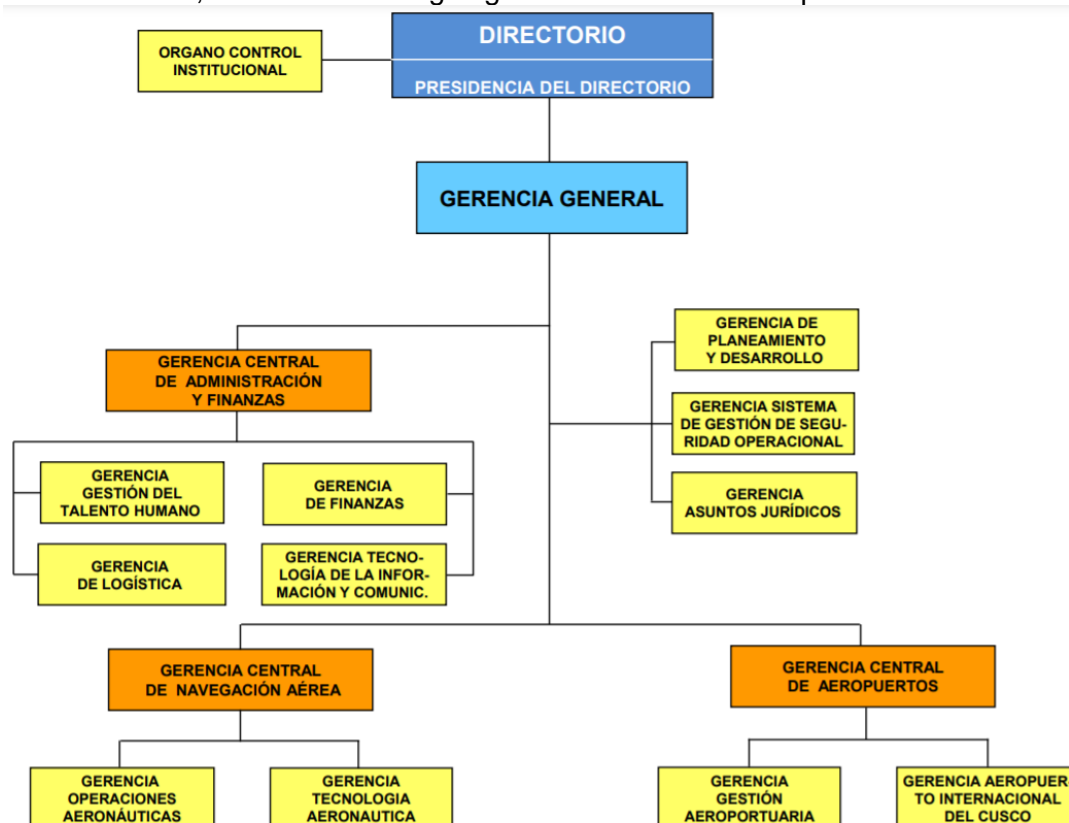 DIRECTORIO
ORGANO CONTROL
INSTITUCIONAL
PRESIDENCIA DEL DIRECTORIO
GERENCIA GENERAL
GERENCIA DE
PLANEAMIENTO
Y DESARROLLO
GERENCIA CENTRAL
DE ADMINISTRACIÓN
Y FINANZAS
GERENCIA SISTEMA
DE GESTIÓN DE SEGU-
RIDAD OPERACIONAL
GERENCIA
GESTIÓN DEL
TALENTO HUMANO
GERENCIA
DE FINANZAS
GERENCIA
ASUNTOS JURÍDICOS
GERENCIA
DE LOGÍSTICA
GERENCIA TECNO-
LOGÍA DE LA INFOR-
MACIÓN Y COMUNIC.
GERENCIA CENTRAL
DE NAVEGACIÓN AÉREA
GERENCIA CENTRAL
DE AEROPUERTOS
GERENCIA
OPERACIONES
AERONÁUTICAS
GERENCIA
TECNOLOGIA
AERONAUTICA
GERENCIA
GESTIÓN
AEROPORTUARIA
GERENCIA AEROPUER-
TO INTERNACIONAL
DEL CUSCO